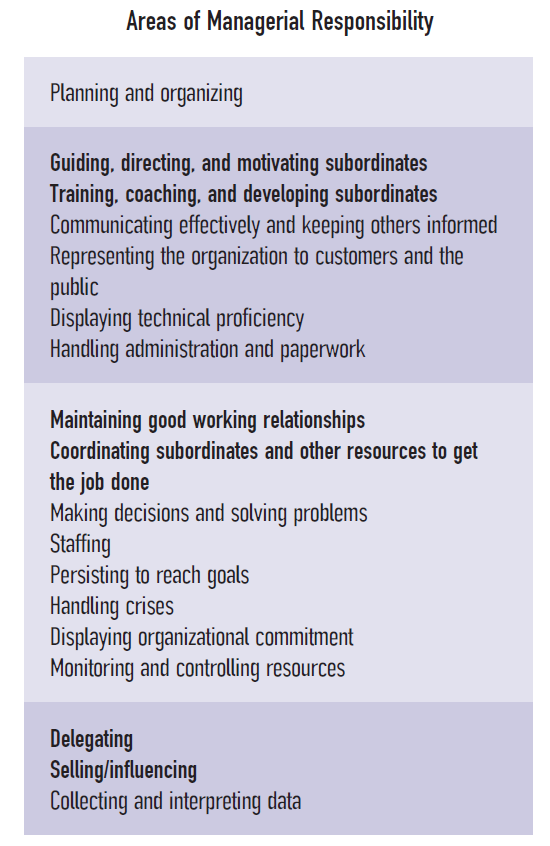 Areas of Managerial Responsibility
Planning and organizing
Guiding, directing, and motivating subordinates
Training, coaching, and developing subordinates
Communicating effectively and keeping others informed
Representing the organization to customers and the
public
Displaying technical proficiency
Handling administration and paperwork
Maintaining good working relationships
Coordinating subordinates and other resources to get
the job done
Making decisions and solving problems
Staffing
Persisting to reach goals
Handling crises
Displaying organizational commitment
Monitoring and controlling resources
Delegating
Selling/influencing
Collecting and interpreting data